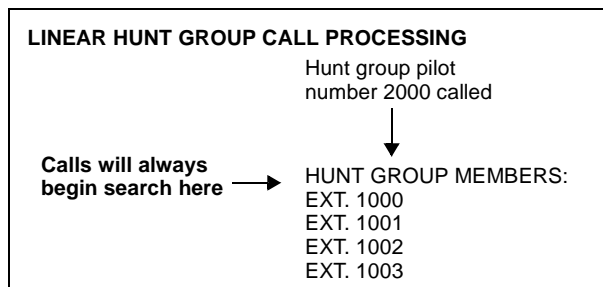 LINEAR HUNT GROUP CALL PROCESSING
Hunt group pilot
number 2000 called
Calls will always
begin search here
HUNT GROUP MEMBERS:
EXT. 1000
EXT. 1001
EXT. 1002
EXT. 1003